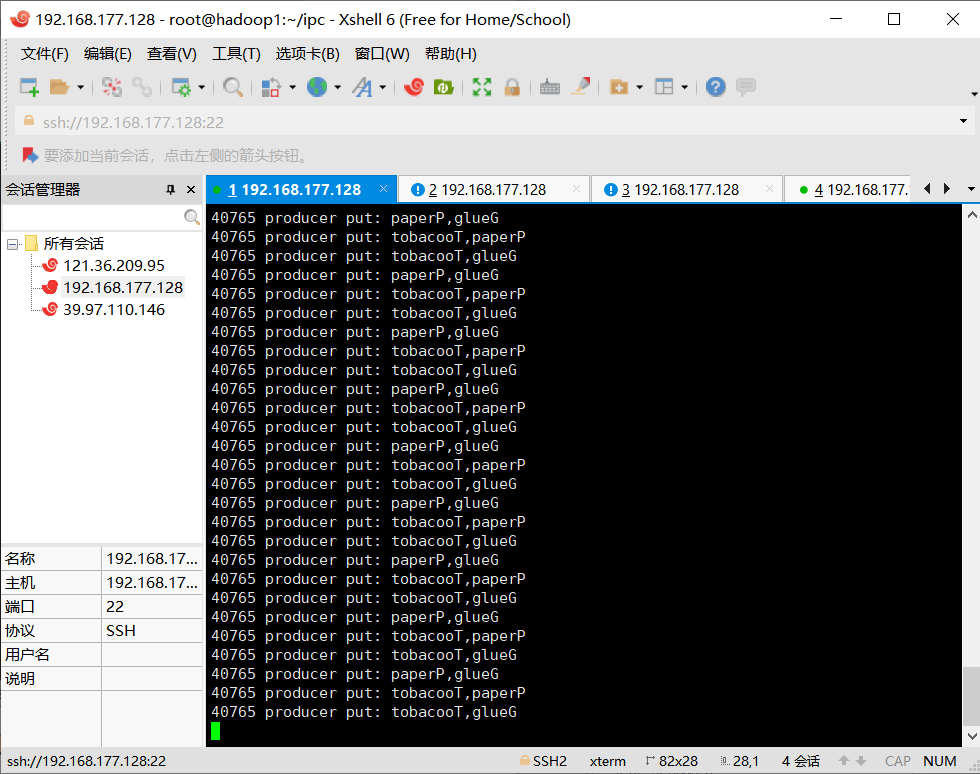 192.168.177.128 - root@hadoop1:~/ipc - Xshell 6 (Free for Home/School)
文件(F) 编辑(E) 查看(V) 工具(T) 选项卡(B) 窗口(W) 帮助(H)
ssh://192.168.177.128:22
要添加当前会话，点击左侧的箭头按钮。
会话管理器
1 192.168.177.128
2 192.168.177.128
3 192.168.177.128
4 192.168.177.
所有会话
121.36.209.95
192.168.177.128
39.97.110.146
名称 192.168.17...
主机 192.168.17...
端口 22
协议 SSH
用户名
说明
40765 producer put: paperP,glueG
40765 producer put: tobacooT,paperP
40765 producer put: tobacooT,glueG
40765 producer put: paperP,glueG
40765 producer put: tobacooT,paperP
40765 producer put: tobacooT,glueG
40765 producer put: paperP,glueG
40765 producer put: tobacooT,paperP
40765 producer put: tobacooT,glueG
40765 producer put: paperP,glueG
40765 producer put: tobacooT,paperP
40765 producer put: tobacooT,glueG
40765 producer put: paperP,glueG
40765 producer put: tobacooT,paperP
40765 producer put: tobacooT,glueG
40765 producer put: paperP,glueG
40765 producer put: tobacooT,paperP
40765 producer put: tobacooT,glueG
40765 producer put: paperP,glueG
40765 producer put: tobacooT,paperP
40765 producer put: tobacooT,glueG
40765 producer put: paperP,glueG
40765 producer put: tobacooT,paperP
40765 producer put: tobacooT,glueG
40765 producer put: paperP,glueG
40765 producer put: tobacooT,paperP
40765 producer put: tobacooT,glueG
ssh://192.168.177.128:22 SSH2 xterm 82x28 28,1 4 会话 CAP NUM